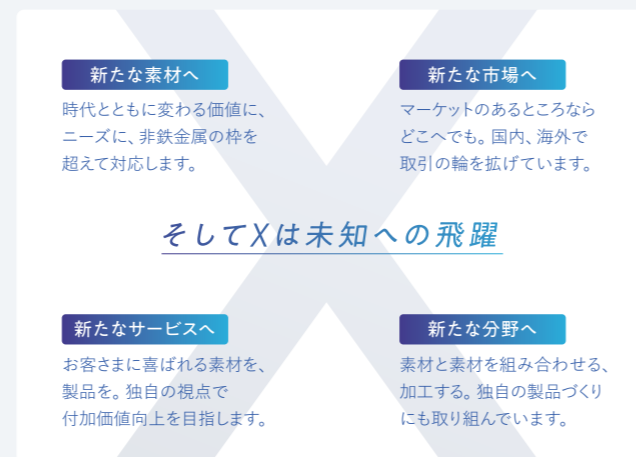 新たな素材へ
時代とともに変わる価値に、
ニーズに、非鉄金属の枠を
超えて対応します。
新たな市場へ
マーケットのあるところなら
どこへでも。国内、海外で
取引の輪を拡げています。
そしてXは未知への飛躍
新たなサービスへ
お客さまに喜ばれる素材を、
製品を。独自の視点で
付加価値向上を目指します。
新たな分野へ
素材と素材を組み合わせる、
加工する。独自の製品づくり
にも取り組んでいます。